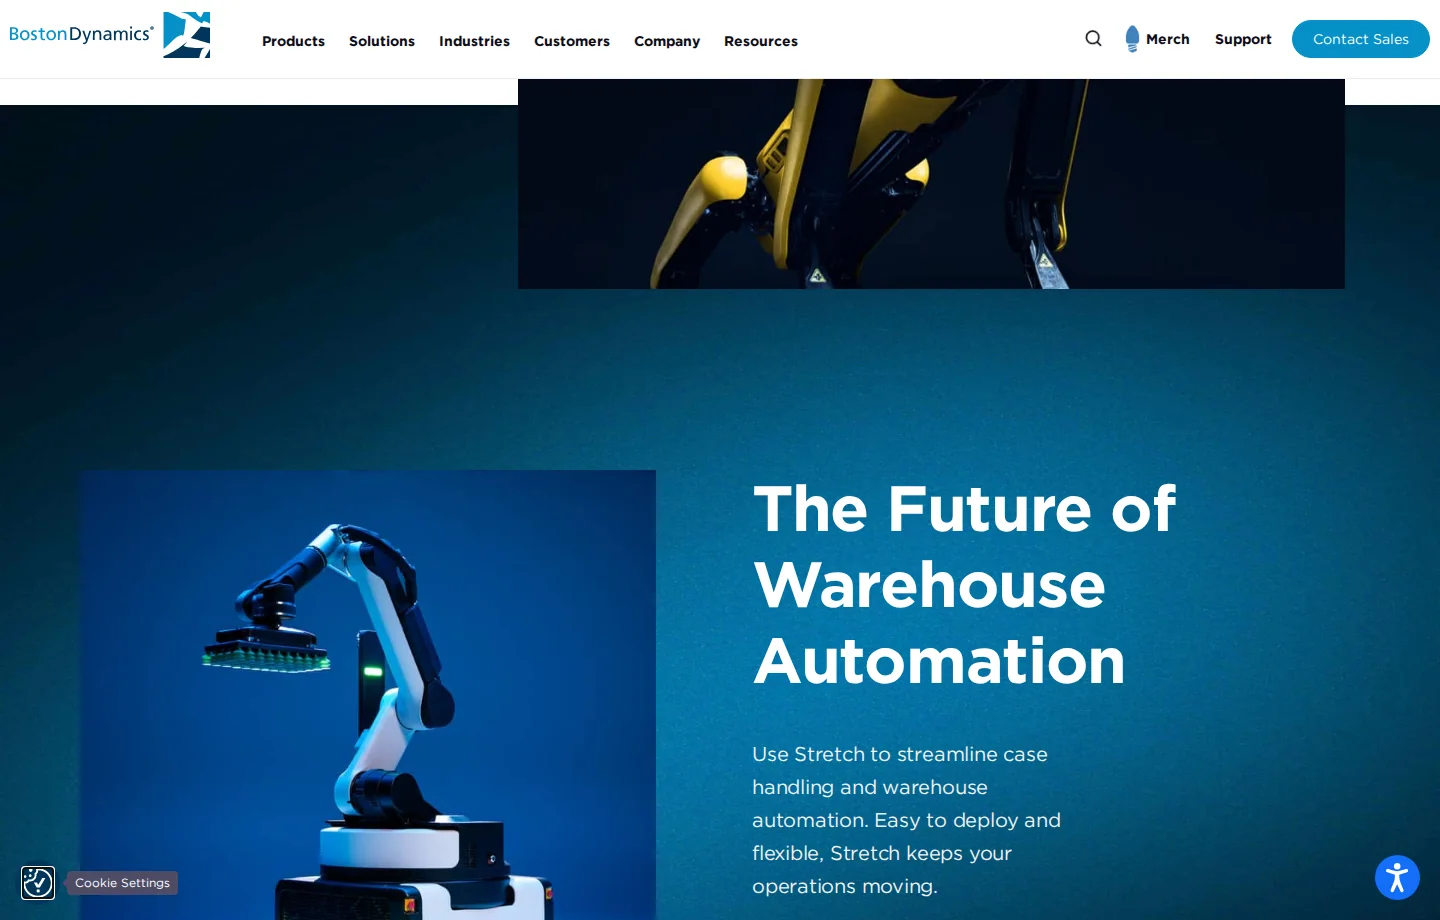 BostonDynamics®
Products
Solutions
Industries
Customers
Company
Resources
Merch
Support
Contact Sales
The Future of
Warehouse
Automation
Use Stretch to streamline case
handling and warehouse
automation. Easy to deploy and
flexible, Stretch keeps your
operations moving.
Cookie Settings